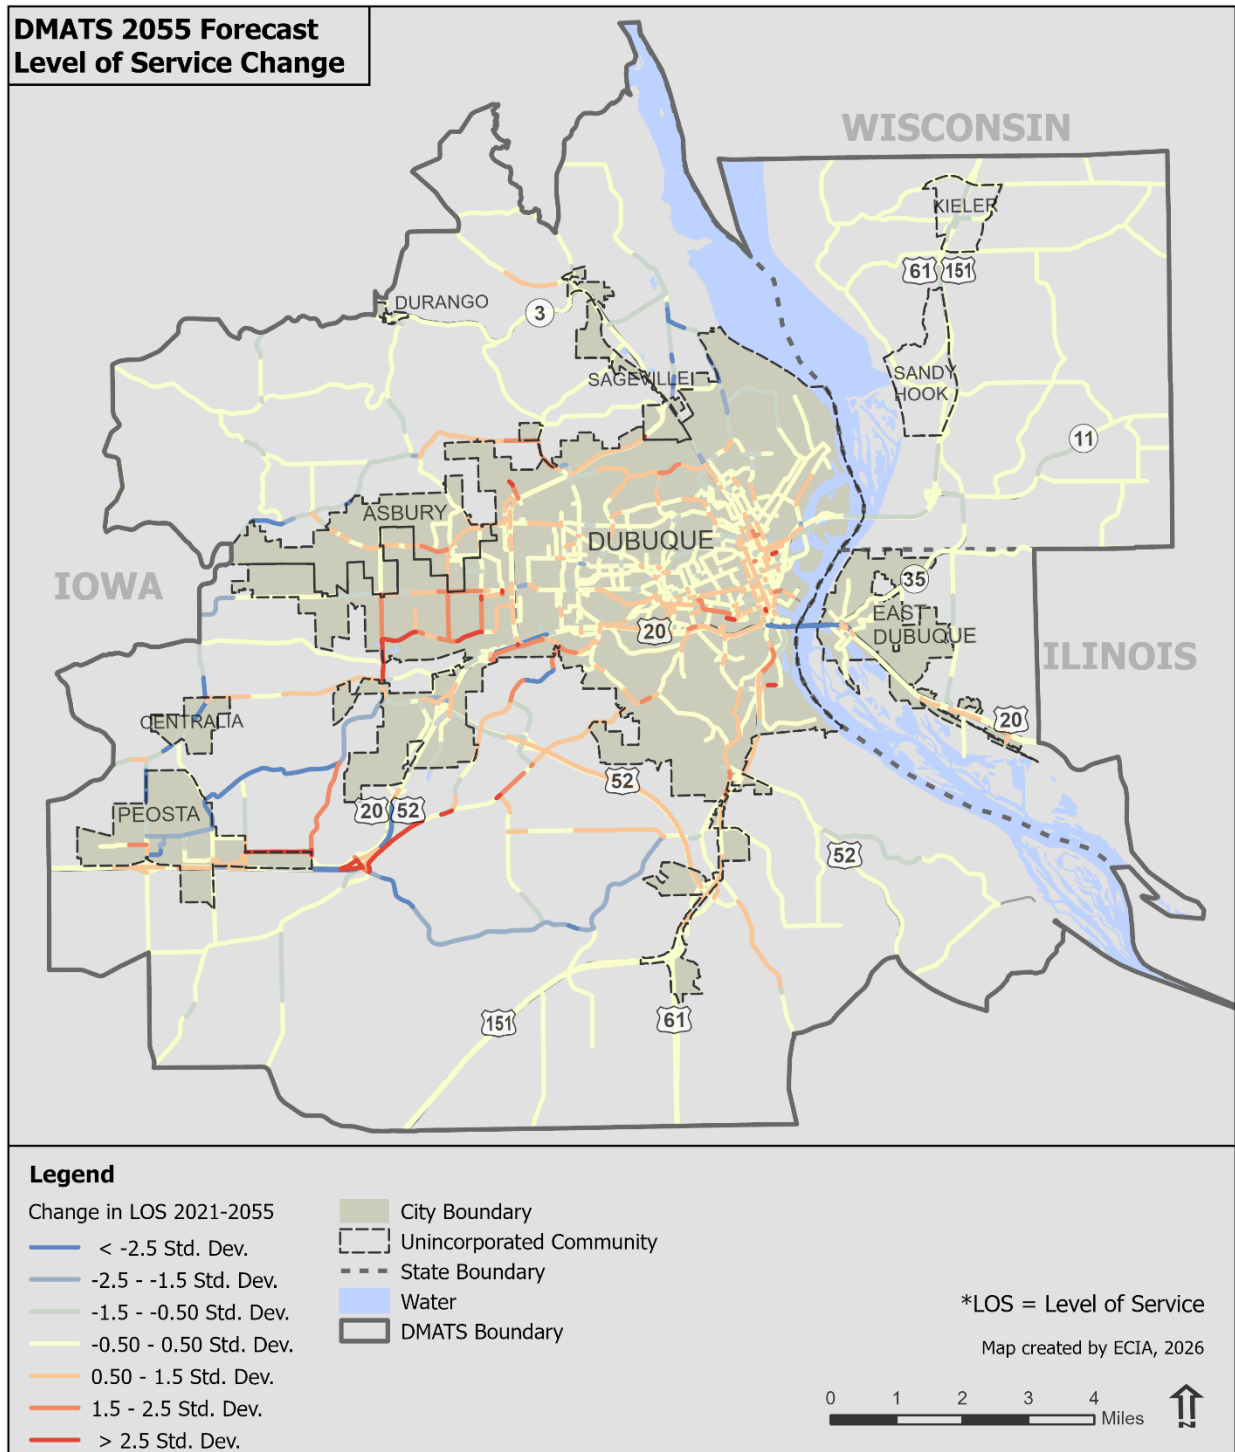 DMATS 2055 Forecast
Level of Service Change
WISCONSIN
KIELER
61 151
DURANGO
3
SAGEVILLE
SANDY
HOOK
11
ASBURY
DUBUQUE
IOWA
35
EAST
DUBUQUE
20
ILINOIS
CENTRALIA
20
52
PEOSTA
20 52
52
151
61
Legend
Change in LOS 2021-2055
< -2.5 Std. Dev.
-2.5 - -1.5 Std. Dev.
-1.5 - -0.50 Std. Dev.
-0.50 - 0.50 Std. Dev.
0.50 - 1.5 Std. Dev.
1.5 - 2.5 Std. Dev.
> 2.5 Std. Dev.
City Boundary
Unincorporated Community
State Boundary
Water
DMATS Boundary
*LOS = Level of Service
Map created by ECIA, 2026
0 1 2 3 4
Miles
N